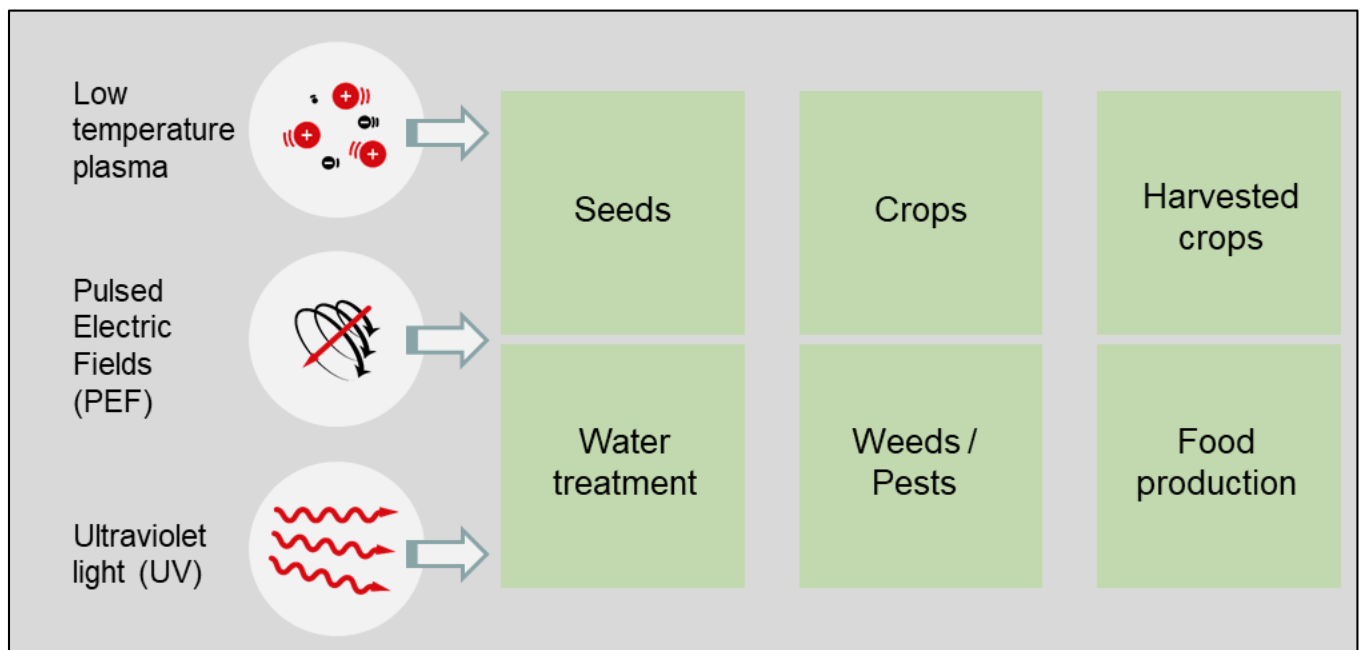 Low
temperature
plasma
Pulsed
Electric
Fields
(PEF)
Ultraviolet
light (UV)
Seeds
Crops
Harvested
crops
Water
treatment
Weeds /
Pests
Food
production